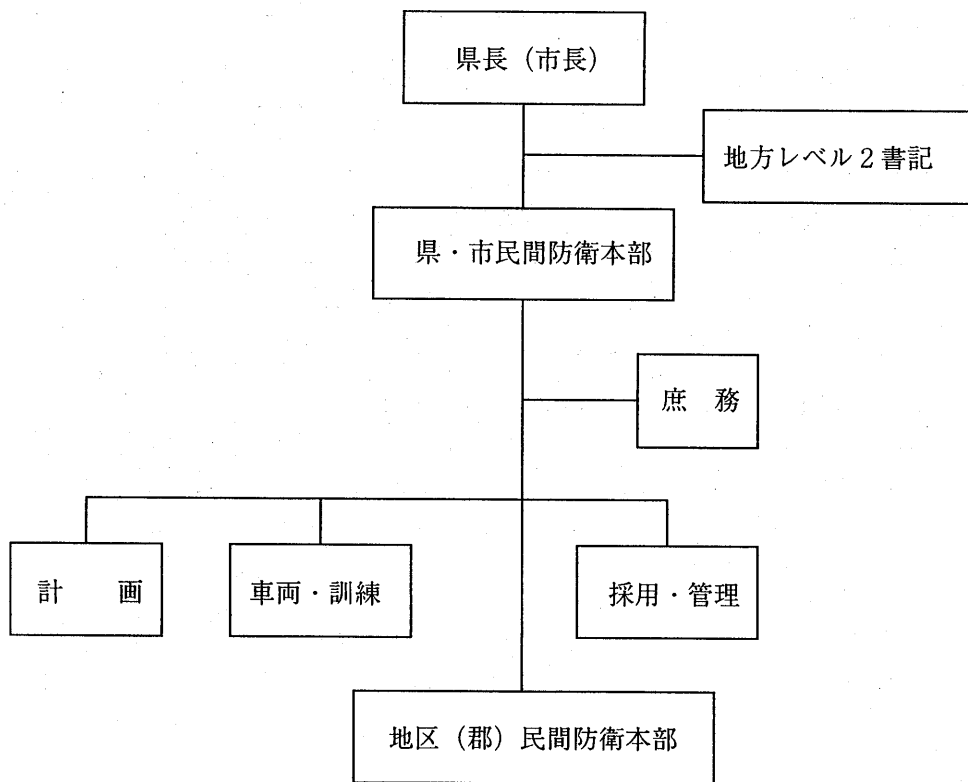 県長（市長）
地方レベル２書記
県・市民間防衛本部
庶　務
計　　画
車両・訓練
採用・管理
地区（郡）民間防衛本部